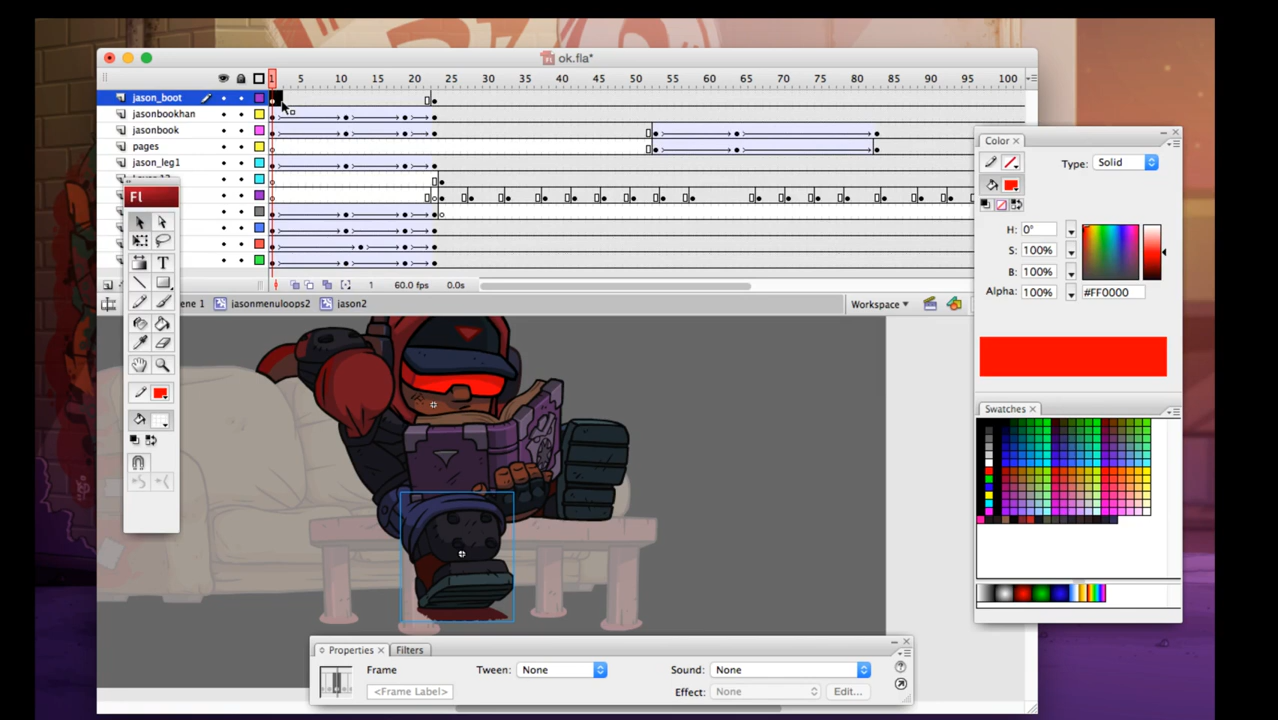 ok.fla*
1 5 10 15 20 25 30 35 40 45 50 55 60 65 70 75 80 85 90 95 100
jason_boot
jasonbookhan
jasonbook
pages
jason_leg1
Fl
1 60.0 fps 0.0s
ene 1 jasonmenuloops2 jason2 Workspace
T
Color
Type: Solid
H: 0°
S: 100%
B: 100%
Alpha: 100% #FF0000
Swatches
Properties Filters
Frame Tween: None Sound: None
<Frame Label> Effect: None Edit...